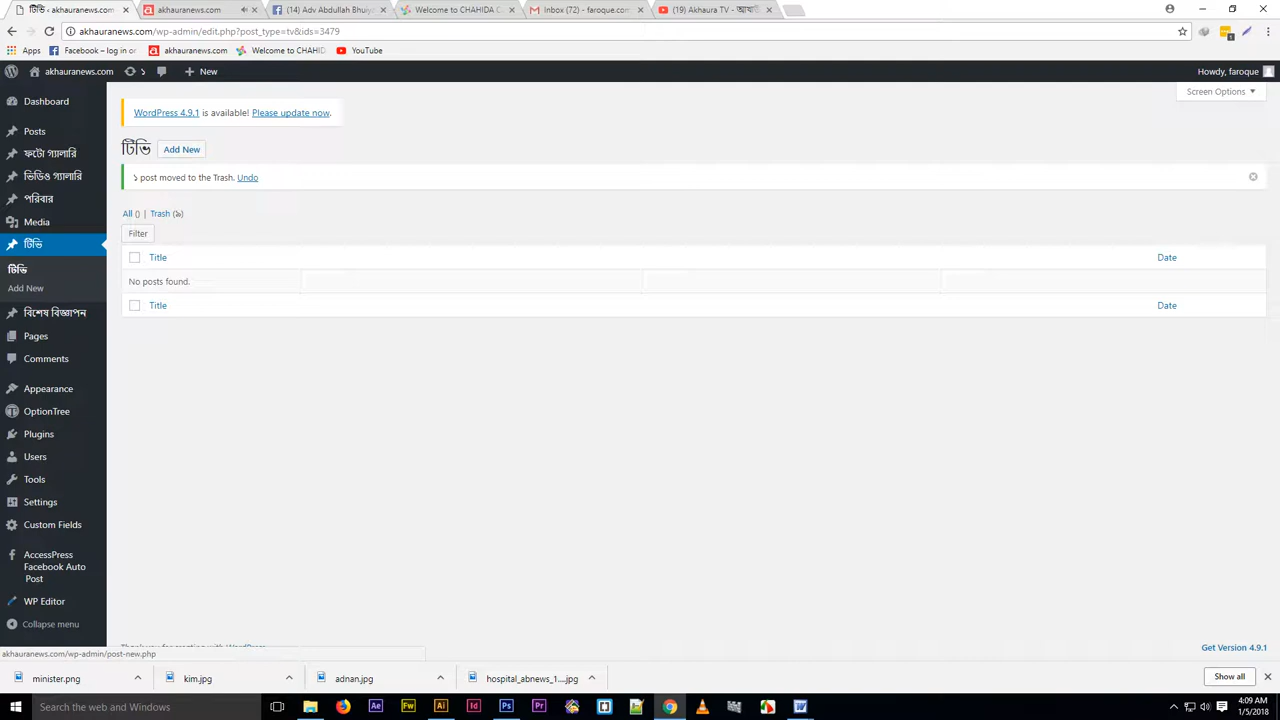 টিভি ‹ akhauranews.com
akhauranews.com
(14) Adv Abdullah Bhuiya
Welcome to CHAHIDA C
Inbox (72) - faroque.com
(19) Akhaura TV - আখাউ
akhauranews.com/wp-admin/edit.php?post_type=tv&ids=3479
Apps
Facebook – log in or
akhauranews.com
Welcome to CHAHID
YouTube
akhauranews.com
১
New
Howdy, faroque
Screen Options
Dashboard
Posts
ফটো গ্যালারি
ভিডিও গ্যালারি
পরিবার
Media
টিভি
টিভি
Add New
বিশেষ বিজ্ঞাপন
Pages
Comments
Appearance
OptionTree
Plugins
Users
Tools
Settings
Custom Fields
AccessPress
Facebook Auto
Post
WP Editor
Collapse menu
WordPress 4.9.1 is available! Please update now.
টিভি Add New
১ post moved to the Trash. Undo
All () | Trash (৯)
Filter
Title Date
No posts found.
Title Date
Get Version 4.9.1
akhauranews.com/wp-admin/post-new.php
minister.png
kim.jpg
adnan.jpg
hospital_abnews_1....jpg
Show all
Search the web and Windows
4:09 AM
1/5/2018